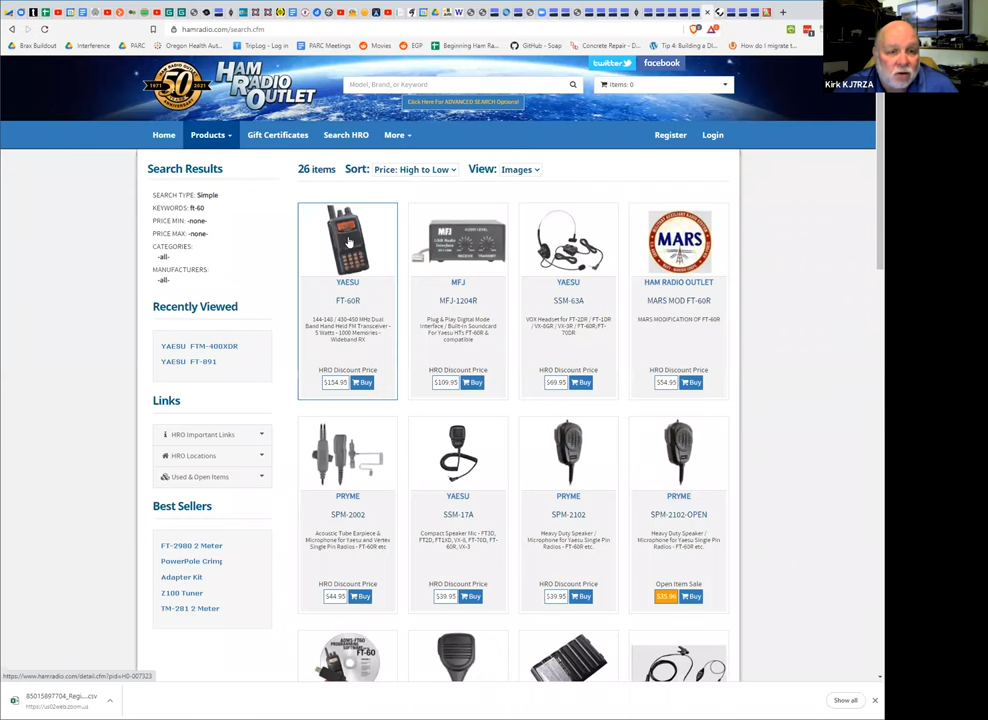 hamradio.com/search.cfm
Brax Buildout
Interference
PARC
Oregon Health Aut...
TripLog - Log in
PARC Meetings
Movies
EGP
Beginning Ham Ra...
GitHub - Soap
Concrete Repair - D...
Tip 4: Building a Di...
How do I migrate t...
Kirk KJ7RZA
HAM RADIO OUTLET
50
1971
2021
ANNIVERSARY
HAM RADIO OUTLET
twitter
facebook
Model, Brand, or Keyword
Items: 0
Click Here For ADVANCED SEARCH Options!
Home
Products
Gift Certificates
Search HRO
More
Register
Login
Search Results
SEARCH TYPE: Simple
KEYWORDS: ft-60
PRICE MIN: -none-
PRICE MAX: -none-
CATEGORIES:
-all-
MANUFACTURERS:
-all-
Recently Viewed
YAESU FTM-400XDR
YAESU FT-891
Links
HRO Important Links
HRO Locations
Used & Open Items
Best Sellers
FT-2980 2 Meter
PowerPole Crimp
Adapter Kit
Z100 Tuner
TM-281 2 Meter
26 items
Sort: Price: High to Low
View: Images
YAESU
FT-60R
144-148 / 430-450 MHz Dual
Band Hand Held FM Transceiver -
5 Watts - 1000 Memories -
Wideband RX
HRO Discount Price
$154.95
Buy
MFJ
MFJ
MFJ-1204R
Plug & Play Digital Mode
Interface / Built-in Soundcard
For Yaesu HTs FT-60R &
compatible
HRO Discount Price
$109.95
Buy
YAESU
SSM-63A
VOX Headset for FT-2DR / FT-1DR
/ VX-8GR / VX-3R / FT-60R/FT-
70DR
HRO Discount Price
$69.95
Buy
MARS
HAM RADIO OUTLET
MARS MOD FT-60R
MARS MODIFICATION OF FT-60R
HRO Discount Price
$54.95
Buy
PRYME
SPM-2002
Acoustic Tube Earpiece &
Microphone for Yaesu and Vertex
Single Pin Radios - FT-60R etc
HRO Discount Price
$44.95
Buy
YAESU
SSM-17A
Compact Speaker Mic - FT3D,
FT2D, FT1XD, VX-6, FT-70D, FT-
60R, VX-3
HRO Discount Price
$39.95
Buy
PRYME
SPM-2102
Heavy Duty Speaker /
Microphone for Yaesu Single Pin
Radios - FT-60R etc.
HRO Discount Price
$39.95
Buy
PRYME
SPM-2102-OPEN
Heavy Duty Speaker /
Microphone for Yaesu Single Pin
Radios - FT-60R etc.
Open Item Sale
$35.96
Buy
FT-60
https://www.hamradio.com/detail.cfm?pid=H0-007323
85015897704_Regi....csv
https://us02web.zoom.us
Show all